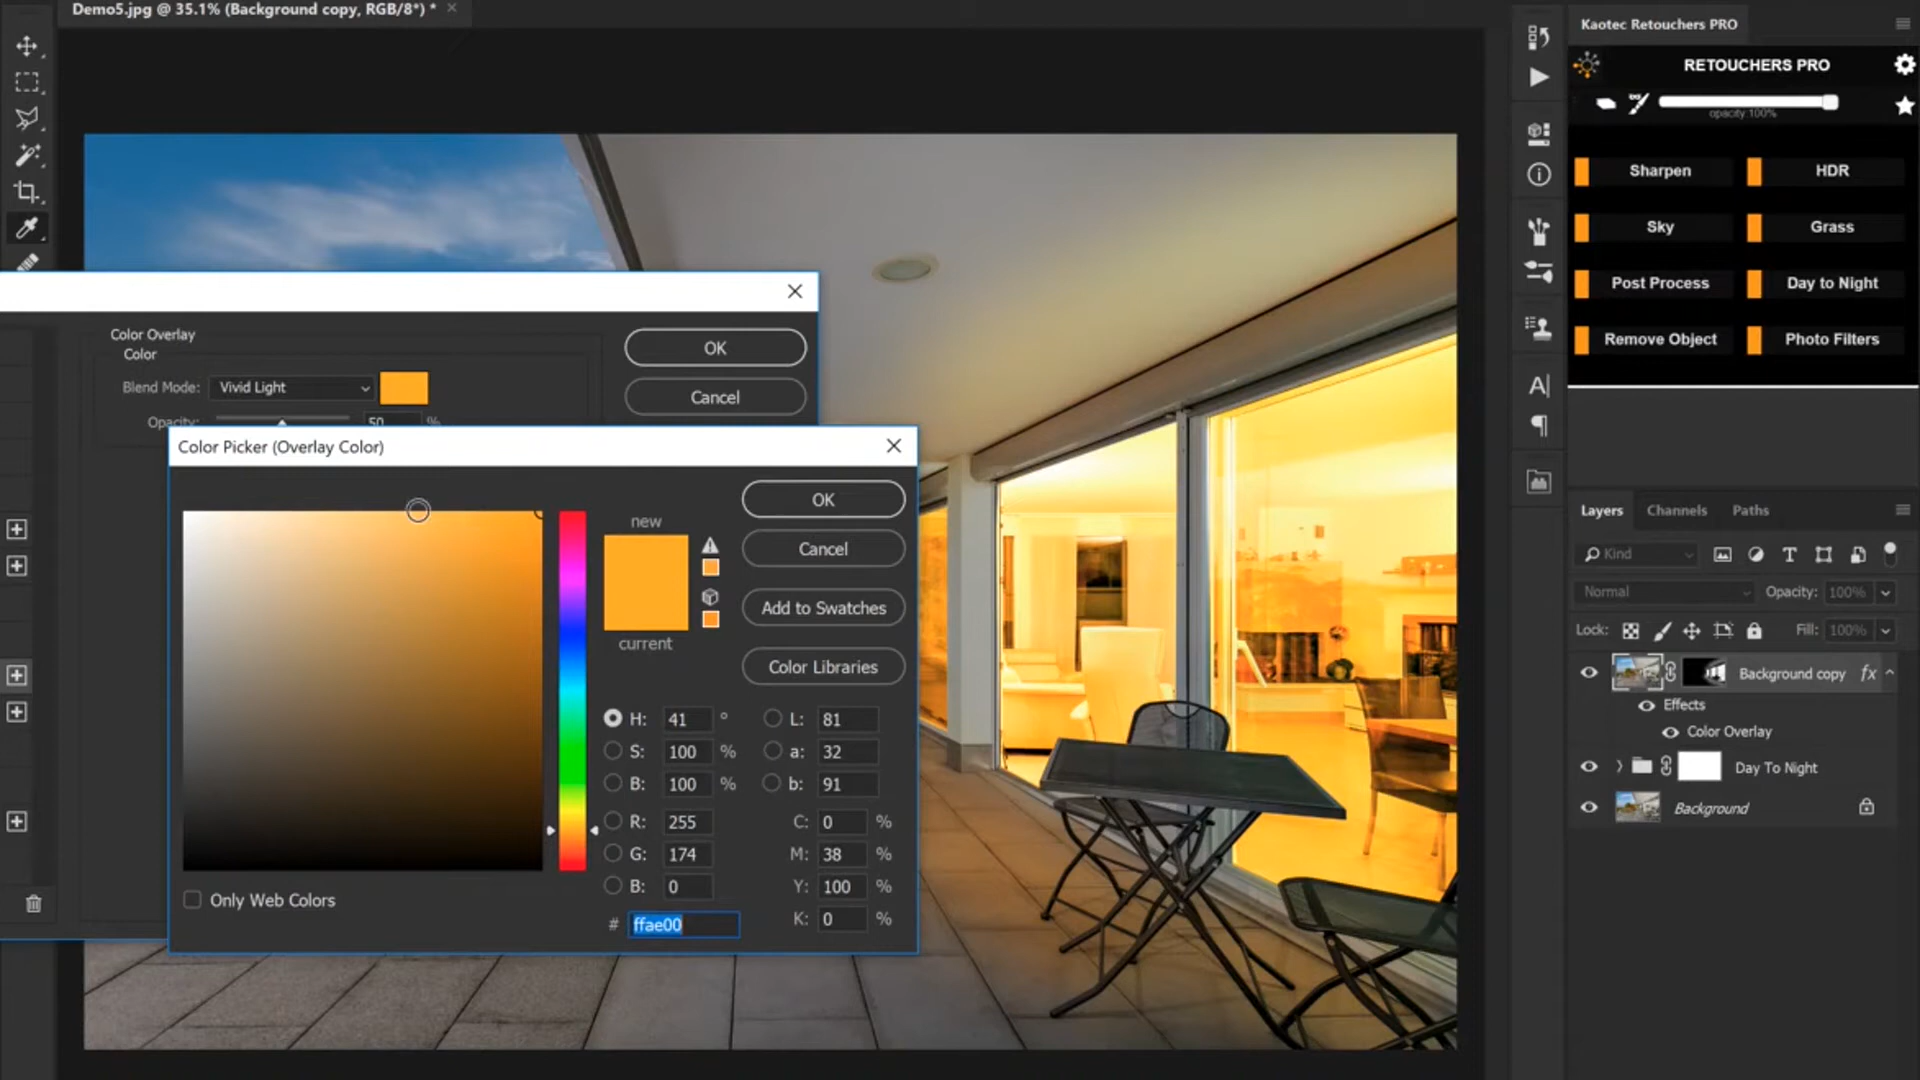 Demo5.jpg @ 35.1% (Background copy, RGB/8*) *
Color Overlay
Color
Blend Mode: Vivid Light
Opacity: 50 %
OK
Cancel
Color Picker (Overlay Color)
new
current
OK
Cancel
Add to Swatches
Color Libraries
H: 41 °
S: 100 %
B: 100 %
R: 255
G: 174
B: 0
# ffae00
L: 81
a: 32
b: 91
C: 0 %
M: 38 %
Y: 100 %
K: 0 %
Only Web Colors
Kaotec Retouchers PRO
RETOUCHERS PRO
opacity:100%
Sharpen
HDR
Sky
Grass
Post Process
Day to Night
Remove Object
Photo Filters
Layers Channels Paths
Kind
Normal Opacity: 100%
Lock: Fill: 100%
Background copy fx
Effects
Color Overlay
Day To Night
Background